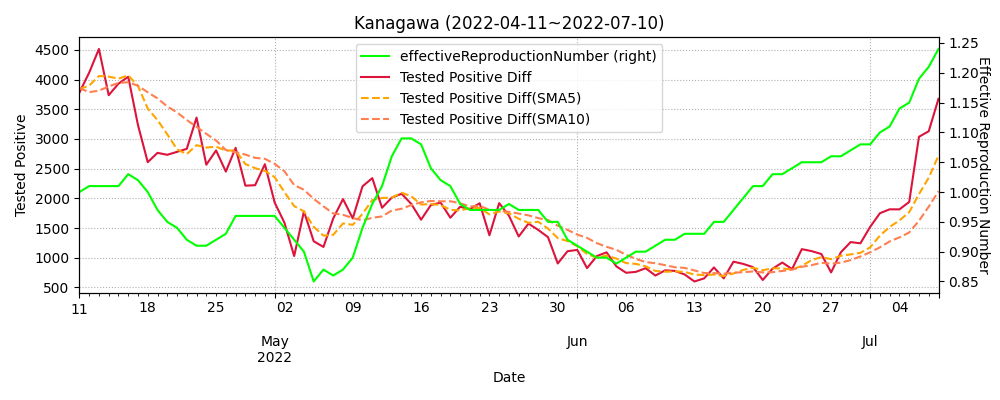 Kanagawa (2022-04-11~2022-07-10)
effectiveReproductionNumber (right)
Tested Positive Diff
Tested Positive Diff(SMA5)
Tested Positive Diff(SMA10)
Tested Positive
4500
4000
3500
3000
2500
2000
1500
1000
500
Effective Reproduction Number
1.25
1.20
1.15
1.10
1.05
1.00
0.95
0.90
0.85
11 18 25 02 09 16 23 30 06 13 20 27 04
May Jun Jul
2022
Date